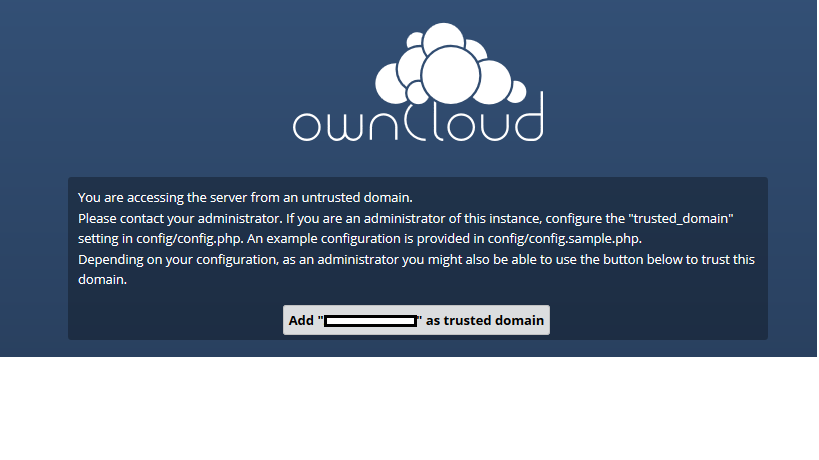 ownCloud
You are accessing the server from an untrusted domain.
Please contact your administrator. If you are an administrator of this instance, configure the "trusted_domain"
setting in config/config.php. An example configuration is provided in config/config.sample.php.
Depending on your configuration, as an administrator you might also be able to use the button below to trust this
domain.
Add "" as trusted domain